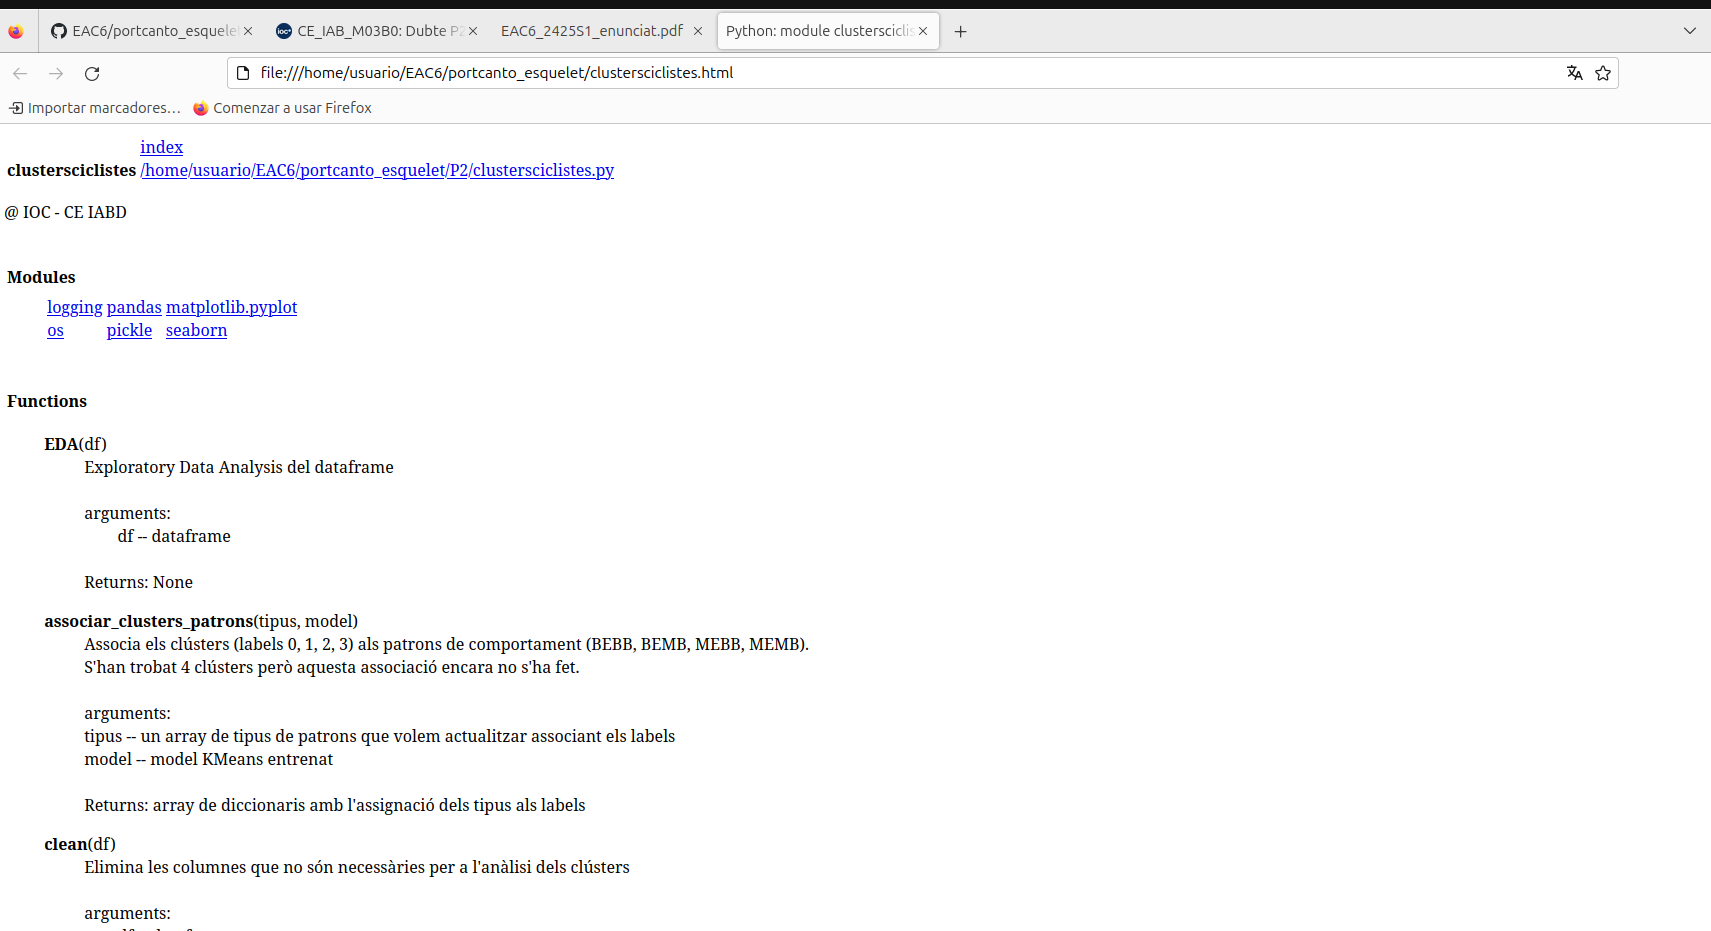 EAC6/portcanto_esquele
CE_IAB_M03B0: Dubte P2
EAC6_2425S1_enunciat.pdf
Python: module clustersciclis
file:///home/usuario/EAC6/portcanto_esquelet/clustersciclistes.html
Importar marcadores… Comenzar a usar Firefox
index
clustersciclistes /home/usuario/EAC6/portcanto_esquelet/P2/clustersciclistes.py
@ IOC - CE IABD
Modules
logging pandas matplotlib.pyplot
os pickle seaborn
Functions
EDA(df)
Exploratory Data Analysis del dataframe
arguments:
df -- dataframe
Returns: None
associar_clusters_patrons(tipus, model)
Associa els clústers (labels 0, 1, 2, 3) als patrons de comportament (BEBB, BEMB, MEBB, MEMB).
S'han trobat 4 clústers però aquesta associació encara no s'ha fet.
arguments:
tipus -- un array de tipus de patrons que volem actualitzar associant els labels
model -- model KMeans entrenat
Returns: array de diccionaris amb l'assignació dels tipus als labels
clean(df)
Elimina les columnes que no són necessàries per a l'anàlisi dels clústers
arguments: